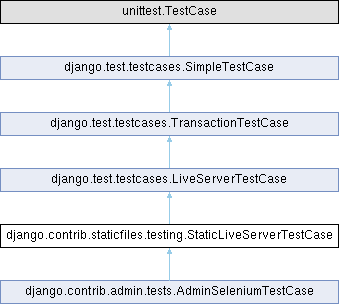 unittest.TestCase
django.test.testcases.SimpleTestCase
django.test.testcases.TransactionTestCase
django.test.testcases.LiveServerTestCase
django.contrib.staticfiles.testing.StaticLiveServerTestCase
django.contrib.admin.tests.AdminSeleniumTestCase